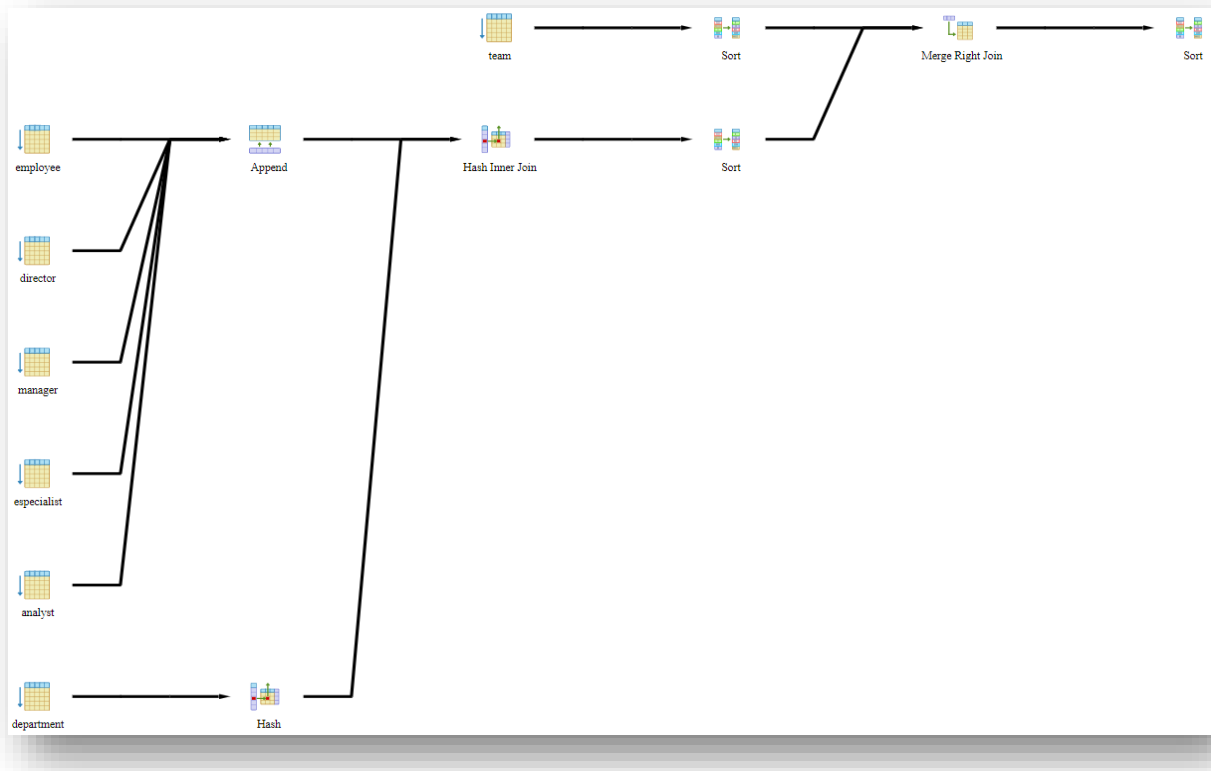 team
Sort
Merge Right Join
Sort
employee
Append
Hash Inner Join
Sort
director
manager
especialist
analyst
department
Hash